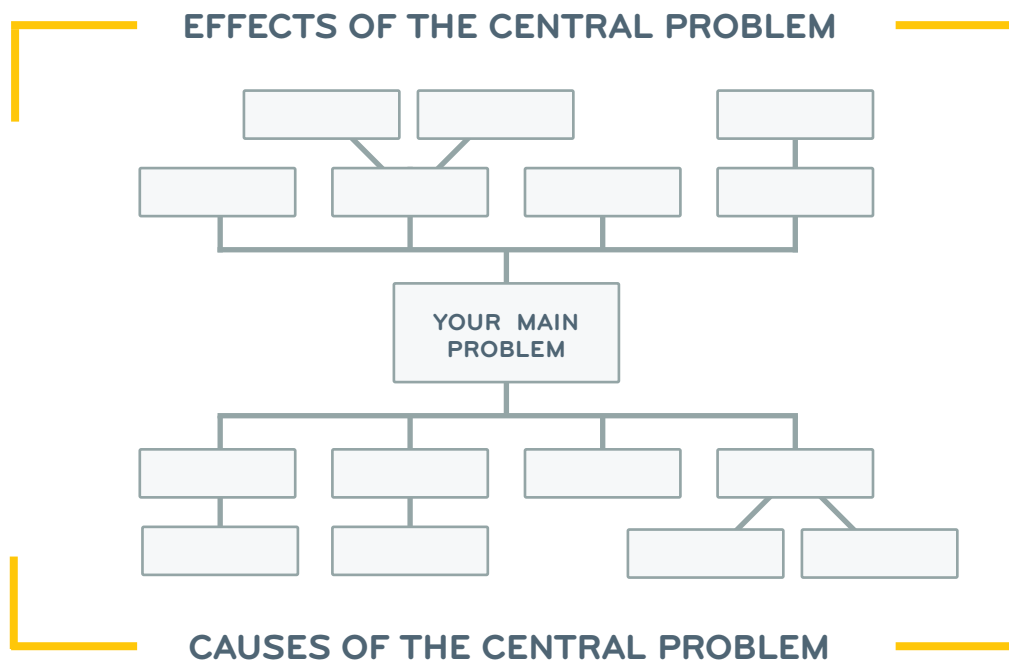 EFFECTS OF THE CENTRAL PROBLEM
YOUR MAIN
PROBLEM
CAUSES OF THE CENTRAL PROBLEM